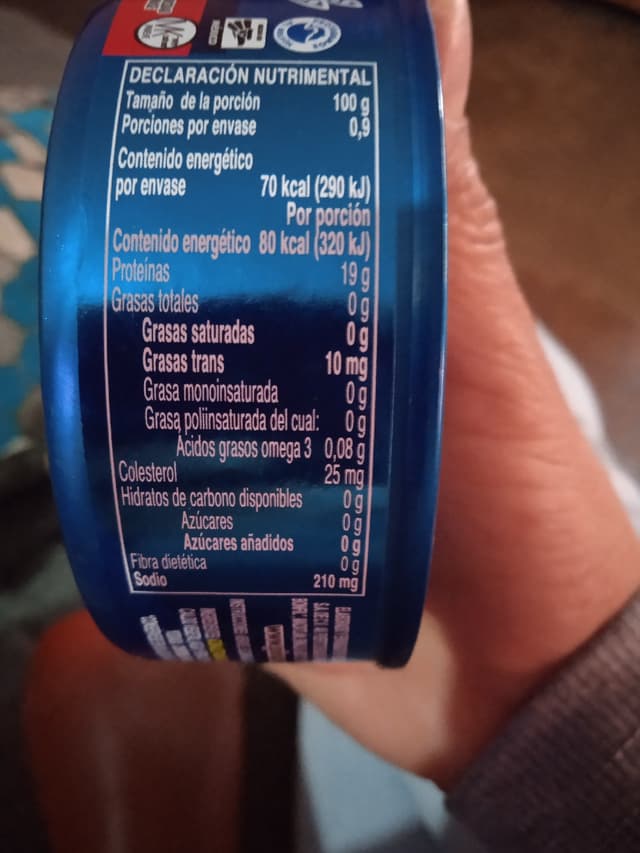 DECLARACIÓN NUTRIMENTAL
Tamaño de la porción 100 g
Porciones por envase 0,9
Contenido energético
por envase 70 kcal (290 kJ)
Por porción
Contenido energético 80 kcal (320 kJ)
Proteínas 19 g
Grasas totales 0 g
Grasas saturadas 0 g
Grasas trans 10 mg
Grasa monoinsaturada 0 g
Grasa poliinsaturada del cual: 0 g
Ácidos grasos omega 3 0,08 g
Colesterol 25 mg
Hidratos de carbono disponibles 0 g
Azúcares 0 g
Azúcares añadidos 0 g
Fibra dietética 0 g
Sodio 210 mg